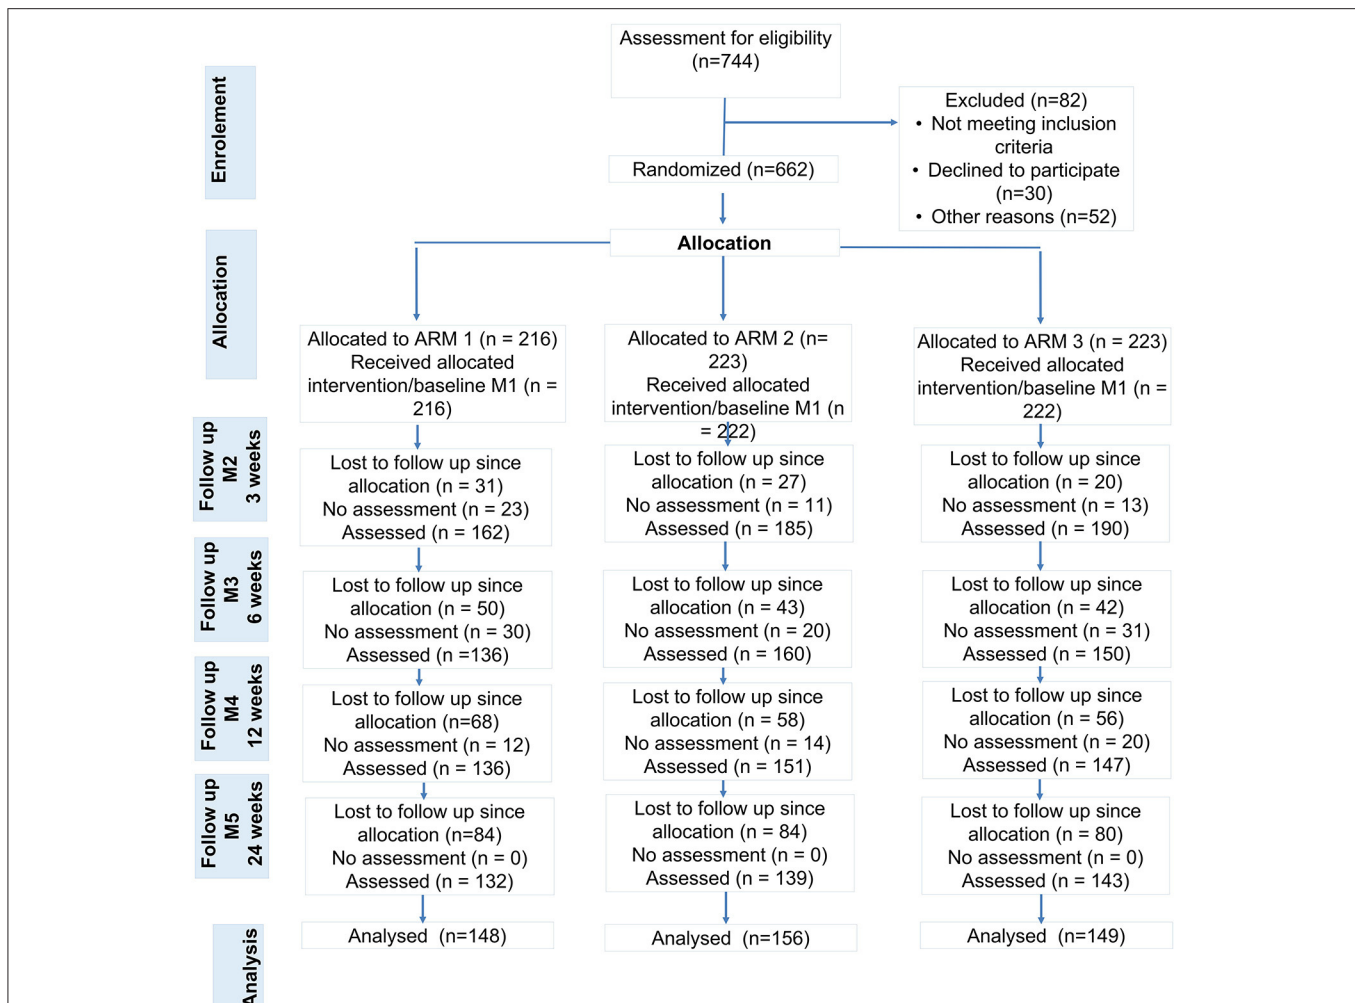 Assessment for eligibility
(n=744)
Enrolement
Excluded (n=82)
• Not meeting inclusion
criteria
• Declined to participate
(n=30)
• Other reasons (n=52)
Randomized (n=662)
Allocation
Allocation
Allocated to ARM 1 (n = 216)
Received allocated
intervention/baseline M1 (n =
216)
Allocated to ARM 2 (n=
223)
Received allocated
intervention/baseline M1 (n
= 222)
Allocated to ARM 3 (n = 223)
Received allocated
intervention/baseline M1 (n =
222)
Follow up
M2
3 weeks
Lost to follow up since
allocation (n = 31)
No assessment (n = 23)
Assessed (n = 162)
Lost to follow up since
allocation (n = 27)
No assessment (n = 11)
Assessed (n = 185)
Lost to follow up since
allocation (n = 20)
No assessment (n = 13)
Assessed (n = 190)
Follow up
M3
6 weeks
Lost to follow up since
allocation (n = 50)
No assessment (n = 30)
Assessed (n =136)
Lost to follow up since
allocation (n = 43)
No assessment (n = 20)
Assessed (n = 160)
Lost to follow up since
allocation (n = 42)
No assessment (n = 31)
Assessed (n = 150)
Follow up
M4
12 weeks
Lost to follow up since
allocation (n=68)
No assessment (n = 12)
Assessed (n = 136)
Lost to follow up since
allocation (n = 58)
No assessment (n = 14)
Assessed (n = 151)
Lost to follow up since
allocation (n = 56)
No assessment (n = 20)
Assessed (n = 147)
Follow up
M5
24 weeks
Lost to follow up since
allocation (n=84)
No assessment (n = 0)
Assessed (n = 132)
Lost to follow up since
allocation (n = 84)
No assessment (n = 0)
Assessed (n = 139)
Lost to follow up since
allocation (n = 80)
No assessment (n = 0)
Assessed (n = 143)
Analysis
Analysed (n=148)
Analysed (n=156)
Analysed (n=149)